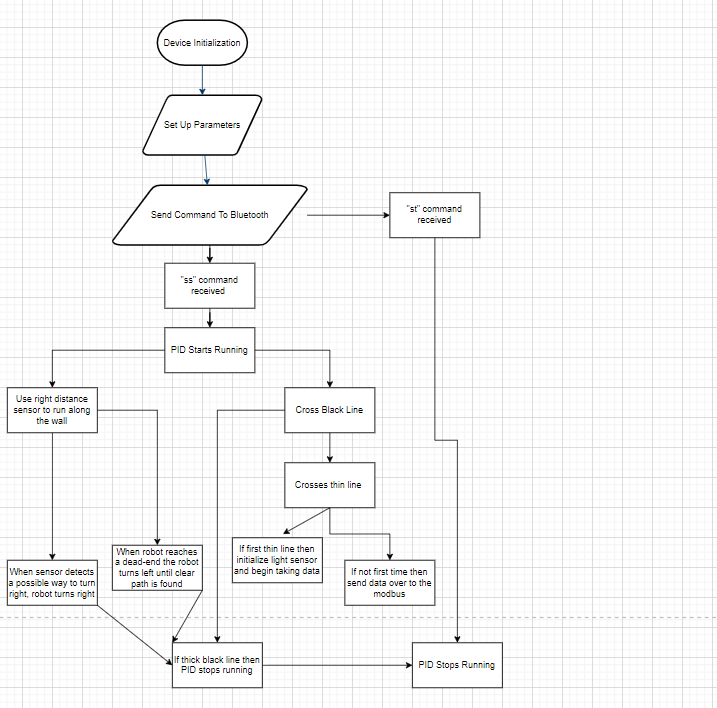 Device Initialization
Set Up Parameters
Send Command To Bluetooth
"st" command
received
"ss" command
received
PID Starts Running
Use right distance
sensor to run along
the wall
Cross Black Line
Crosses thin line
When robot reaches
a dead-end the robot
turns left until clear
path is found
If first thin line then
initialize light sensor
and begin taking data
When sensor detects
a possible way to turn
right, robot turns right
If not first time then
send data over to the
modbus
If thick black line then
PID stops running
PID Stops Running